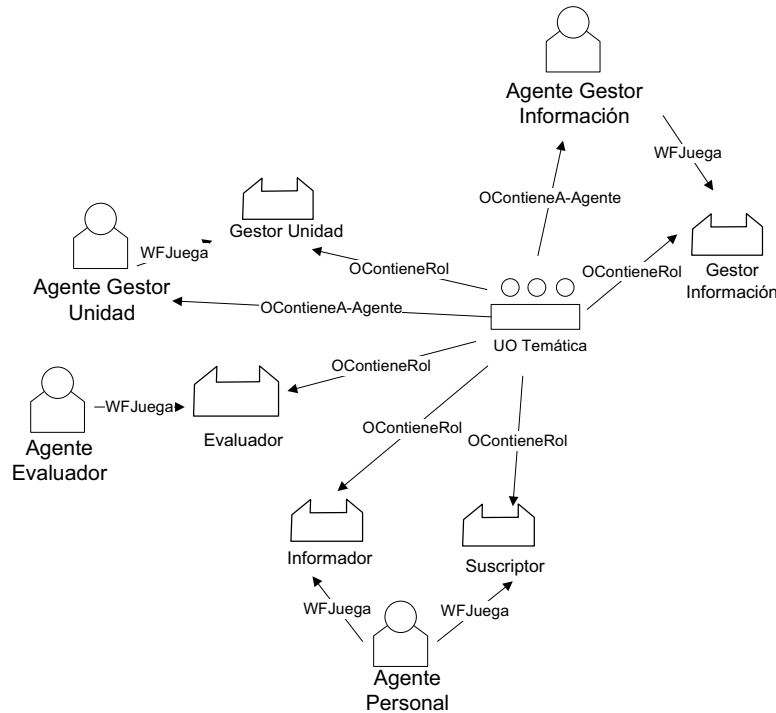 Agente Gestor
Información
WFJuega
OContieneA-Agente
Gestor Unidad
WFJuega
OContieneRol
OContieneRol
Gestor
Información
Agente Gestor
Unidad
OContieneA-Agente
UO Temática
OContieneRol
WFJuega
Evaluador
Agente
Evaluador
OContieneRol
OContieneRol
Informador
Suscriptor
WFJuega
WFJuega
Agente
Personal